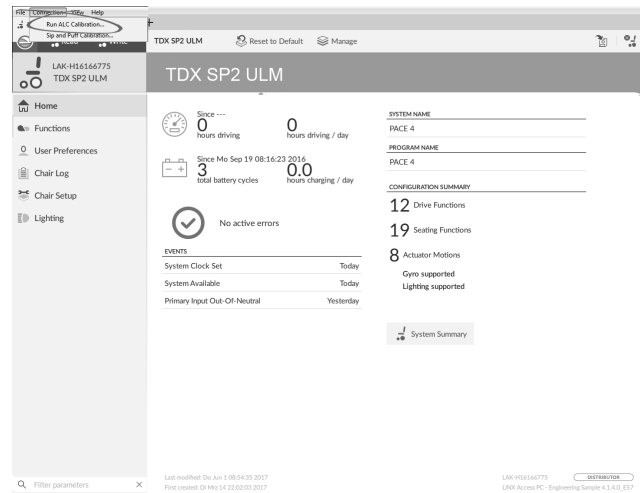 File Connection View Help
Run ALC Calibration...
Sip and Puff Calibration...
Read Write
TDX SP2 ULM
Reset to Default
Manage
LAK-H16166775
TDX SP2 ULM
TDX SP2 ULM
Home
Functions
User Preferences
Chair Log
Chair Setup
Lighting
Since ---
0
hours driving
0
hours driving / day
Since Mo Sep 19 08:16:23 2016
3
total battery cycles
0.0
hours charging / day
No active errors
EVENTS
System Clock Set Today
System Available Today
Primary Input Out-Of-Neutral Yesterday
SYSTEM NAME
PACE 4
PROGRAM NAME
PACE 4
CONFIGURATION SUMMARY
12 Drive Functions
19 Seating Functions
8 Actuator Motions
Gyro supported
Lighting supported
System Summary
Filter parameters
Last modified: Do Jun 1 08:54:35 2017
First created: Di Mrz 14 22:02:03 2017
LAK-H16166775 DISTRIBUTOR
LiNX Access PC - Engineering Sample 4.1.4.0_ES7